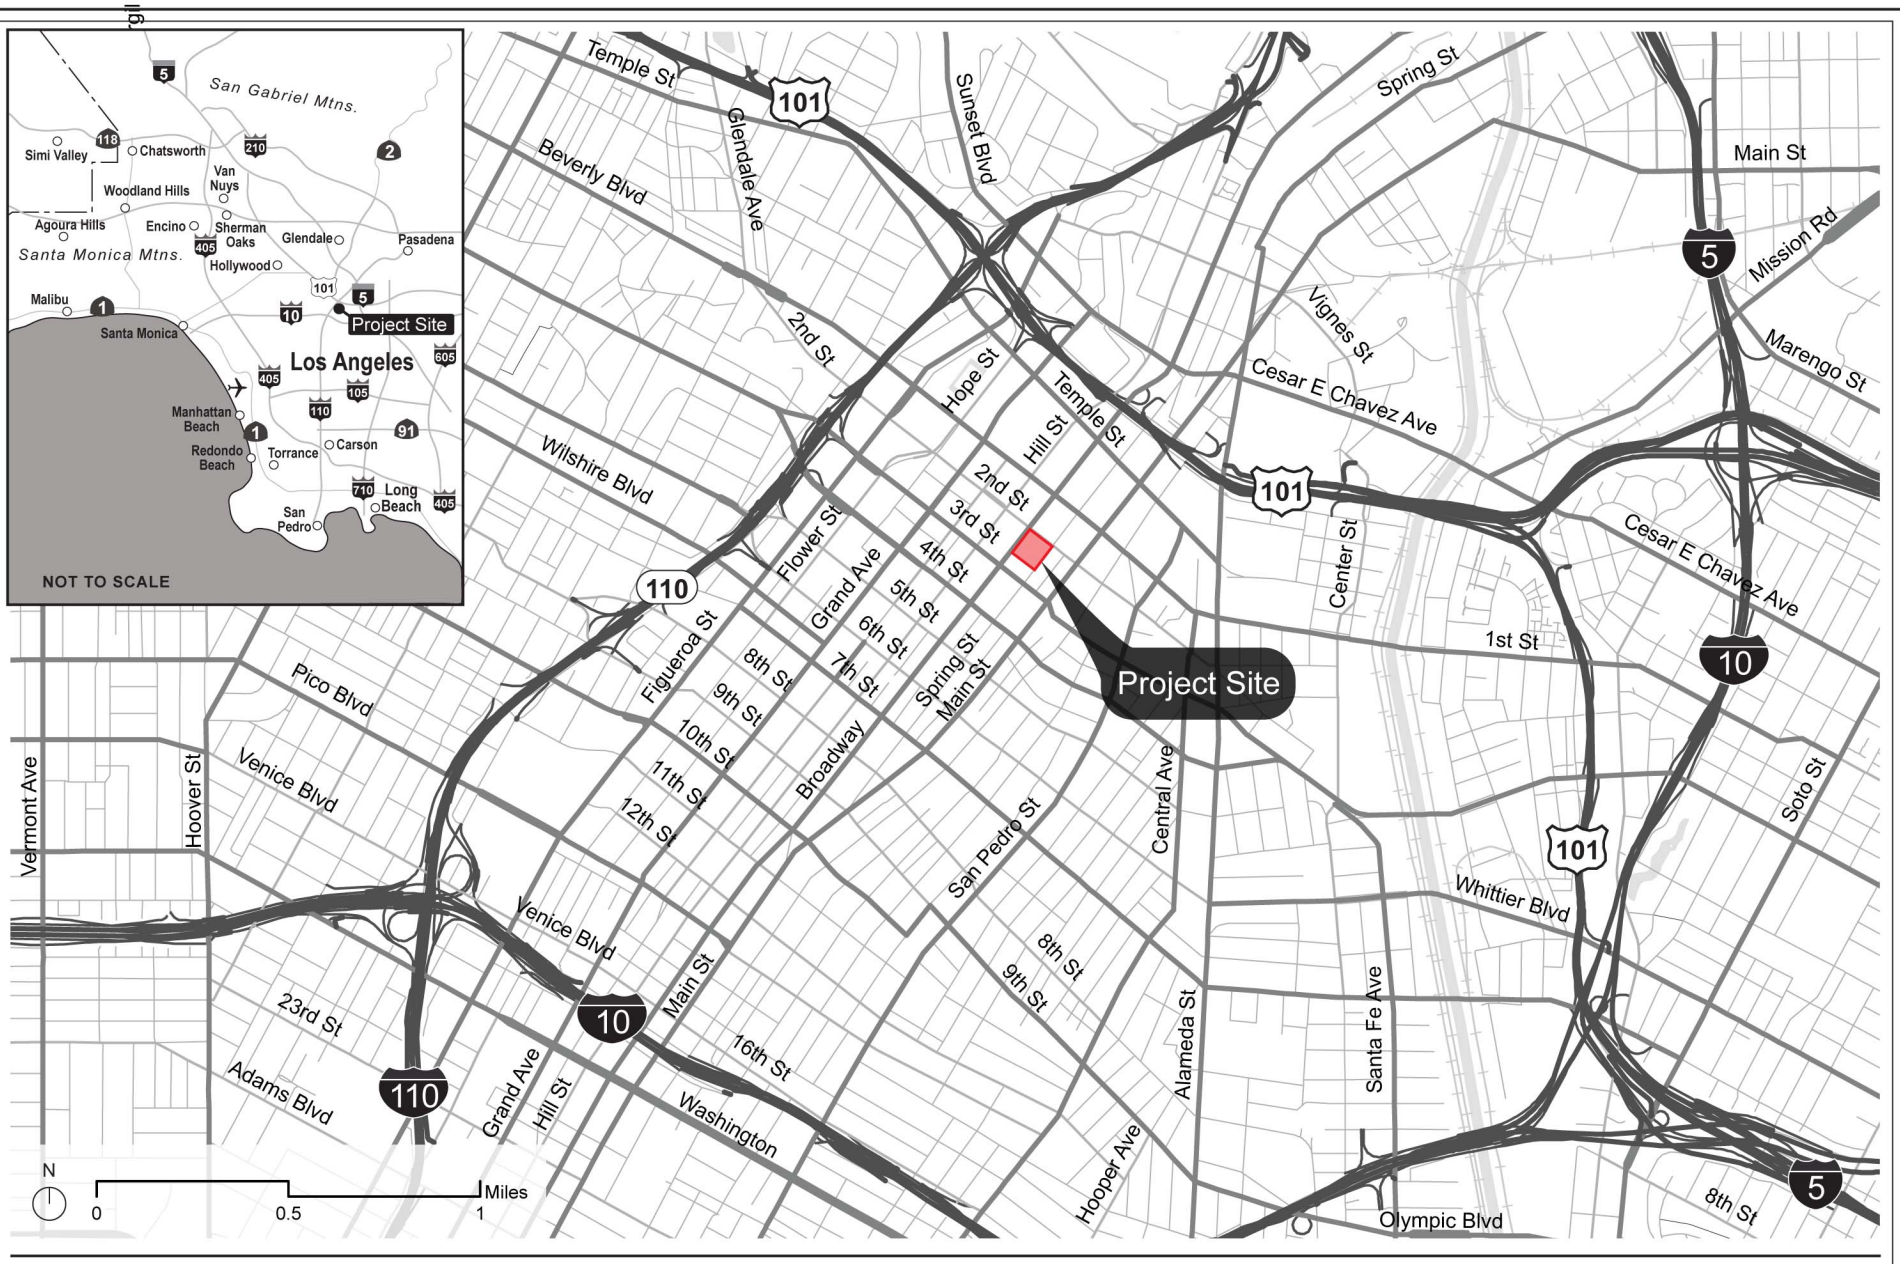 5
San Gabriel Mtns.
118
210
2
Simi Valley
Chatsworth
Van
Nuys
Woodland Hills
Agoura Hills
Encino
Sherman
Oaks
405
Glendale
Pasadena
Santa Monica Mtns.
Hollywood
101
5
Malibu
1
10
Project Site
Santa Monica
605
Los Angeles
405
105
110
Manhattan
Beach
1
91
Redondo
Beach
Torrance
Carson
710
Long
Beach
405
San
Pedro
NOT TO SCALE
Temple St
101
Glendale Ave
Sunset Blvd
Spring St
Main St
Beverly Blvd
Mission Rd
5
2nd St
Vignes St
Marengo St
Hope St
Temple St
Cesar E Chavez Ave
Hill St
Wilshire Blvd
2nd St
101
3rd St
Flower St
4th St
Center St
Cesar E Chavez Ave
110
Grand Ave
5th St
6th St
1st St
10
Figueroa St
8th St
7th St
Spring St
Main St
Project Site
Pico Blvd
9th St
10th St
Broadway
Venice Blvd
11th St
12th St
Vermont Ave
Hoover St
San Pedro St
Central Ave
Soto St
101
Whittier Blvd
Venice Blvd
8th St
9th St
Main St
10
23rd St
16th St
Alameda St
Santa Fe Ave
Adams Blvd
110
Grand Ave
Hill St
Washington
Hooper Ave
5
8th St
Olympic Blvd
N
0
0.5
1
Miles